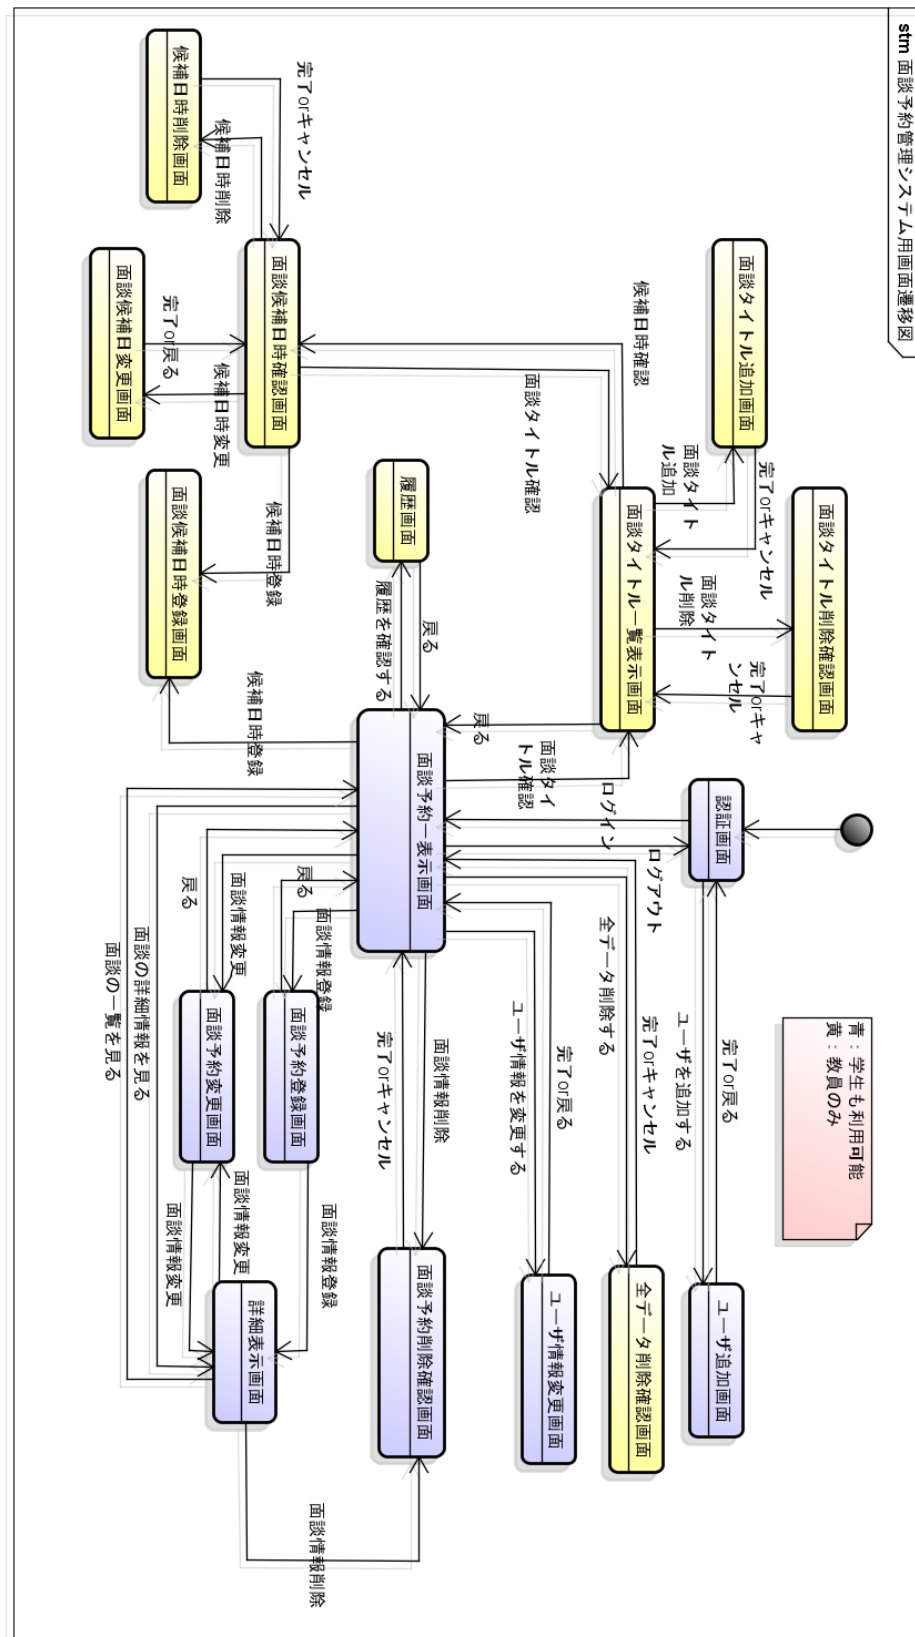 stm 面談予約管理システム用画面遷移図
候補日時削除画面
完了orキャンセル
候補日時削除
面談候補日時確認画面
面談候補日変更画面
完了or戻る
候補日時変更
候補日時登録
面談候補日時登録画面
候補日時確認
面談タイトル確認
面談タイトル追加画面
面談タイト
ル追加
完了orキャンセル
面談タイトル一覧表示画面
面談タイトル削除確認画面
面談タイト
ル削除
完了orキャ
ンセル
履歴画面
履歴を確認する
戻る
戻る
面談タイ
トル確認
候補日時登録
面談予約一表示画面
認証画面
ログイン
ログアウト
ユーザを追加する
完了or戻る
ユーザ追加画面
青：学生も利用可能
黄：教員のみ
全データ削除する
完了orキャンセル
全データ削除確認画面
ユーザ情報を変更する
完了or戻る
ユーザ情報変更画面
面談情報削除
完了orキャンセル
面談予約削除確認画面
戻る
面談情報登録
面談予約登録画面
面談情報登録
戻る
面談情報変更
面談予約変更画面
面談情報変更
面談情報変更
面談の詳細情報を見る
面談の一覧を見る
詳細表示画面
面談情報削除